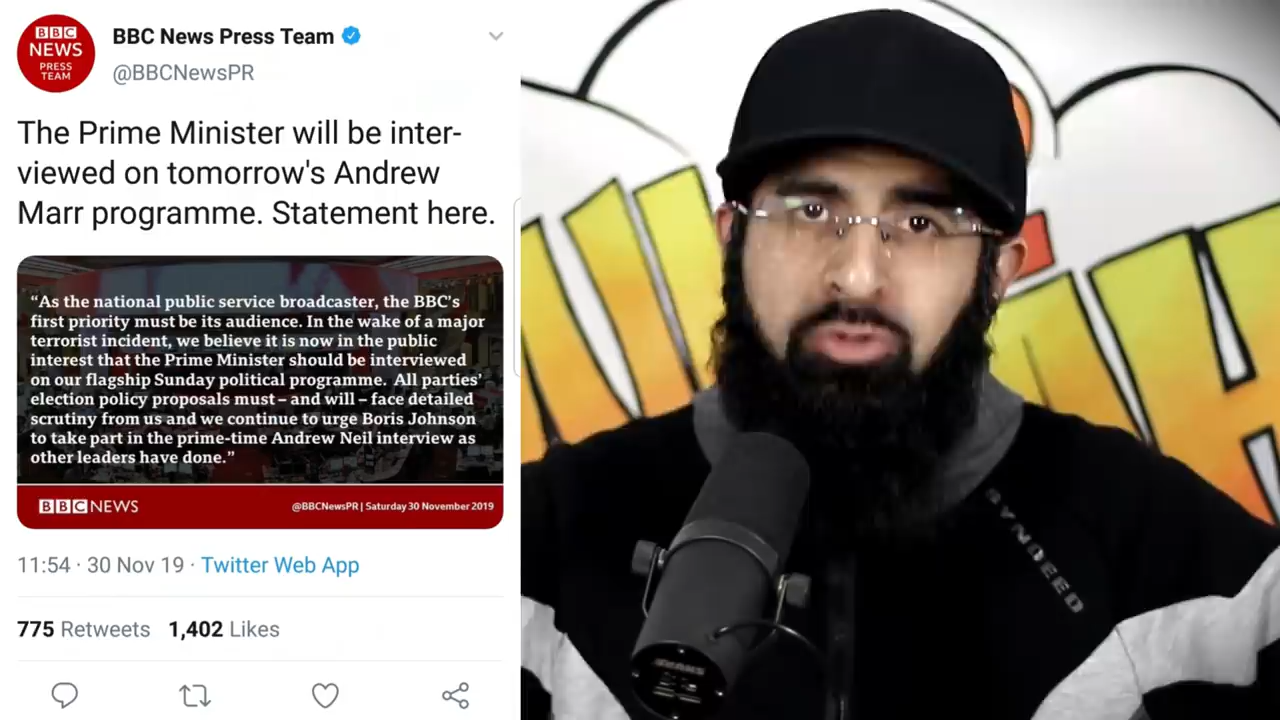 BBC
NEWS
PRESS
TEAM
BBC News Press Team
@BBCNewsPR
The Prime Minister will be inter-
viewed on tomorrow's Andrew
Marr programme. Statement here.
“As the national public service broadcaster, the BBC’s
first priority must be its audience. In the wake of a major
terrorist incident, we believe it is now in the public
interest that the Prime Minister should be interviewed
on our flagship Sunday political programme. All parties’
election policy proposals must – and will – face detailed
scrutiny from us and we continue to urge Boris Johnson
to take part in the prime-time Andrew Neil interview as
other leaders have done.”
BBC NEWS
@BBCNewsPR | Saturday 30 November 2019
11:54 · 30 Nov 19 · Twitter Web App
775 Retweets 1,402 Likes
SYNDEED